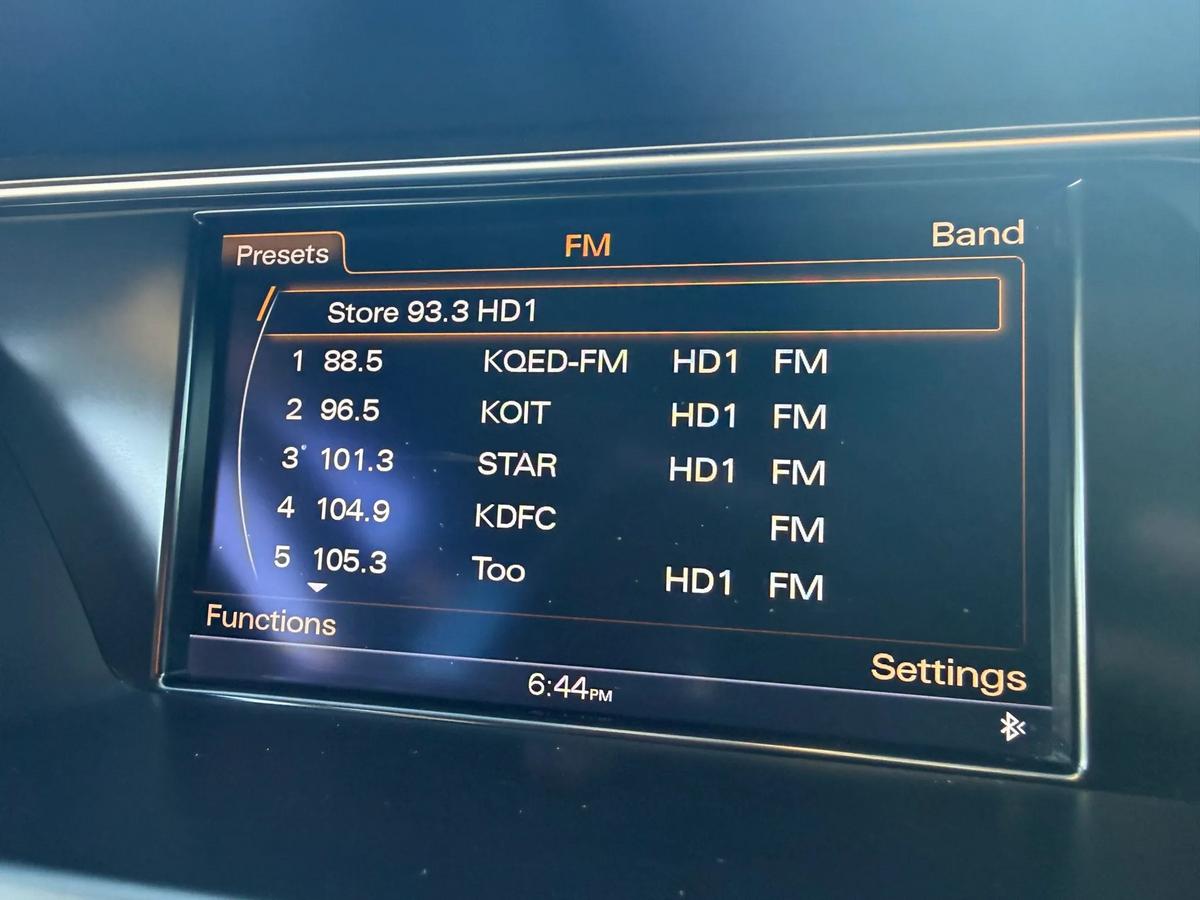 Presets FM Band
Store 93.3 HD1
1 88.5 KQED-FM HD1 FM
2 96.5 KOIT HD1 FM
3 101.3 STAR HD1 FM
4 104.9 KDFC FM
5 105.3 Too HD1 FM
Functions
Settings
6:44PM